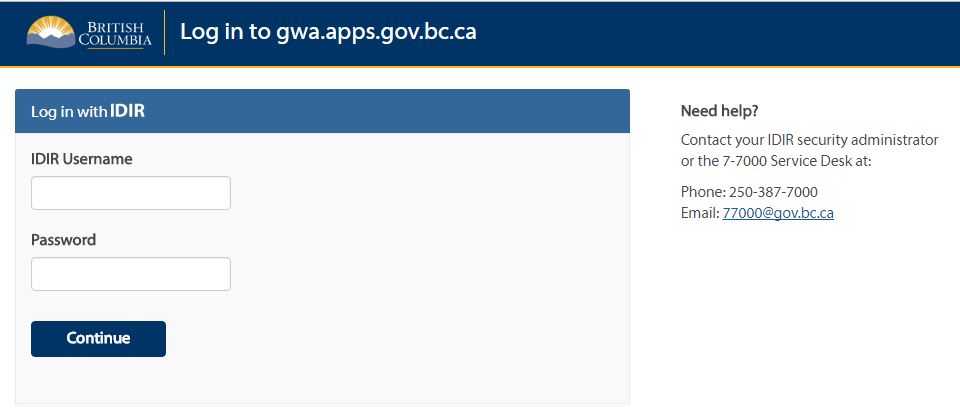 BRITISH
COLUMBIA
Log in to gwa.apps.gov.bc.ca
Log in with IDIR
IDIR Username
Password
Continue
Need help?
Contact your IDIR security administrator
or the 7-7000 Service Desk at:
Phone: 250-387-7000
Email: 77000@gov.bc.ca